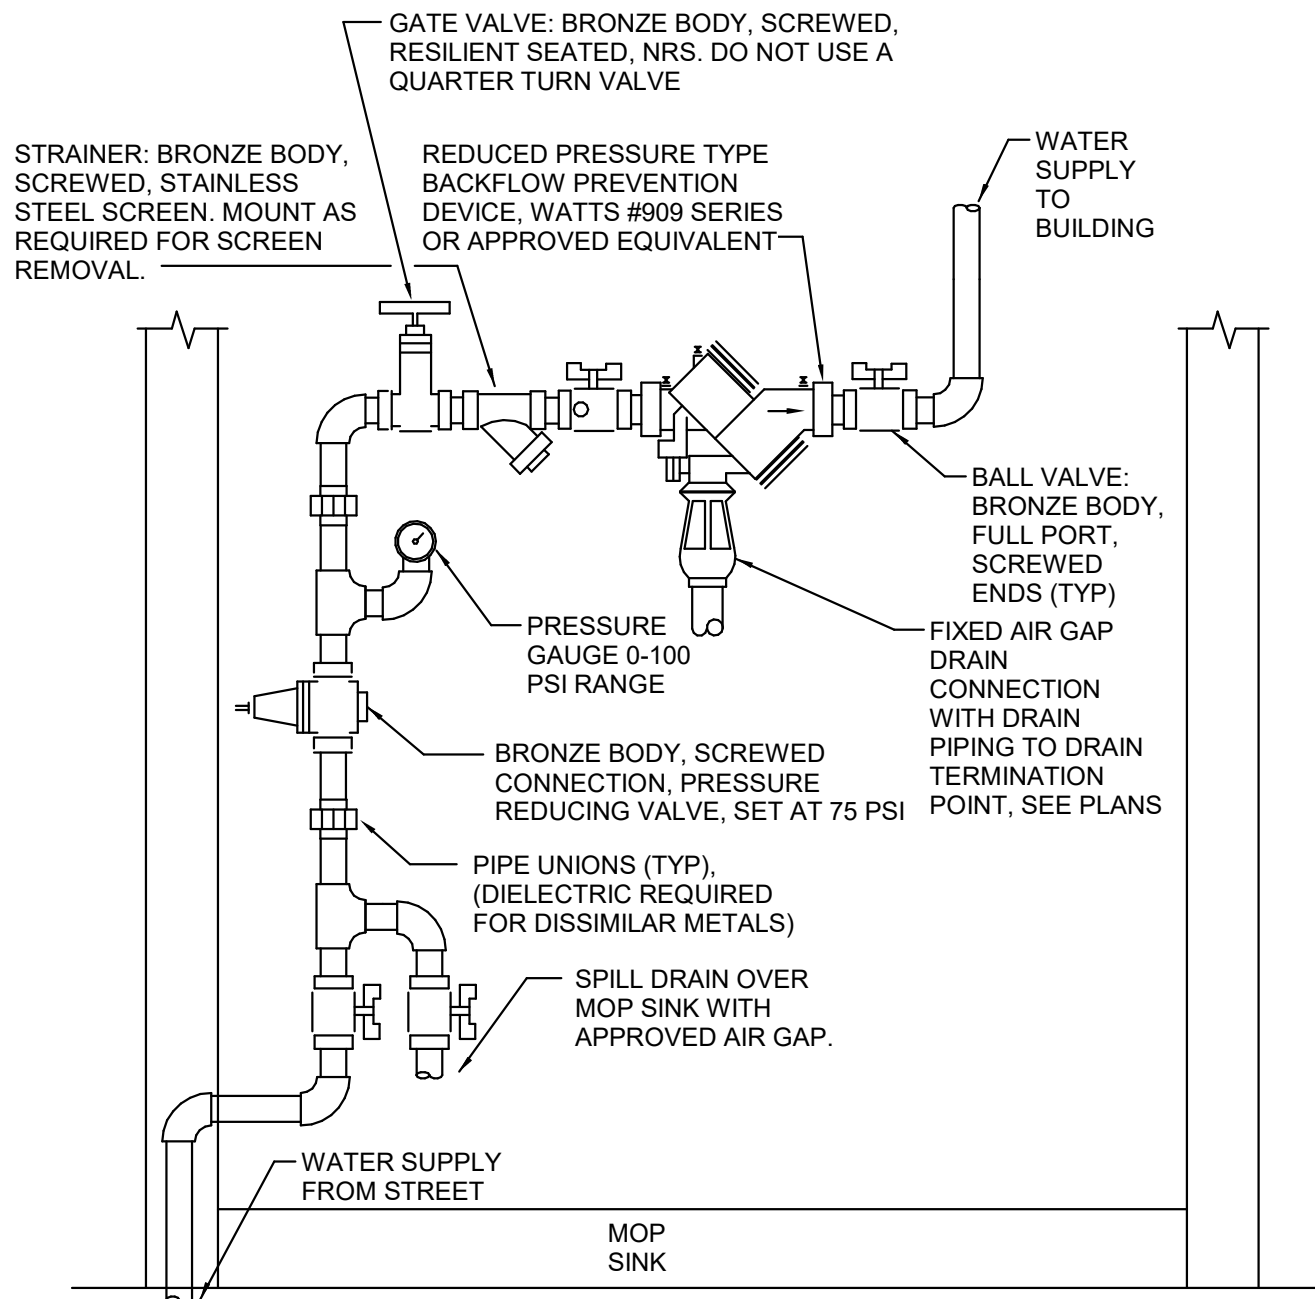 GATE VALVE: BRONZE BODY, SCREWED,
RESILIENT SEATED, NRS. DO NOT USE A
QUARTER TURN VALVE
STRAINER: BRONZE BODY,
SCREWED, STAINLESS
STEEL SCREEN. MOUNT AS
REQUIRED FOR SCREEN
REMOVAL.
REDUCED PRESSURE TYPE
BACKFLOW PREVENTION
DEVICE, WATTS #909 SERIES
OR APPROVED EQUIVALENT
WATER
SUPPLY
TO
BUILDING
BALL VALVE:
BRONZE BODY,
FULL PORT,
SCREWED
ENDS (TYP)
PRESSURE
GAUGE 0-100
PSI RANGE
FIXED AIR GAP
DRAIN
CONNECTION
WITH DRAIN
PIPING TO DRAIN
TERMINATION
POINT, SEE PLANS
BRONZE BODY, SCREWED
CONNECTION, PRESSURE
REDUCING VALVE, SET AT 75 PSI
PIPE UNIONS (TYP),
(DIELECTRIC REQUIRED
FOR DISSIMILAR METALS)
SPILL DRAIN OVER
MOP SINK WITH
APPROVED AIR GAP.
WATER SUPPLY
FROM STREET
MOP
SINK